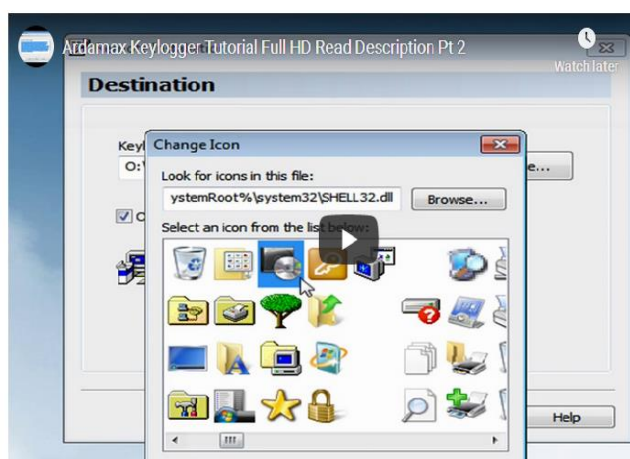 Ardamax Keylogger Tutorial Full HD Read Description Pt 2
Watch later
Destination
Change Icon
Look for icons in this file:
ystemRoot%\system32\SHELL32.dll
Browse...
Select an icon from the list below:
Help